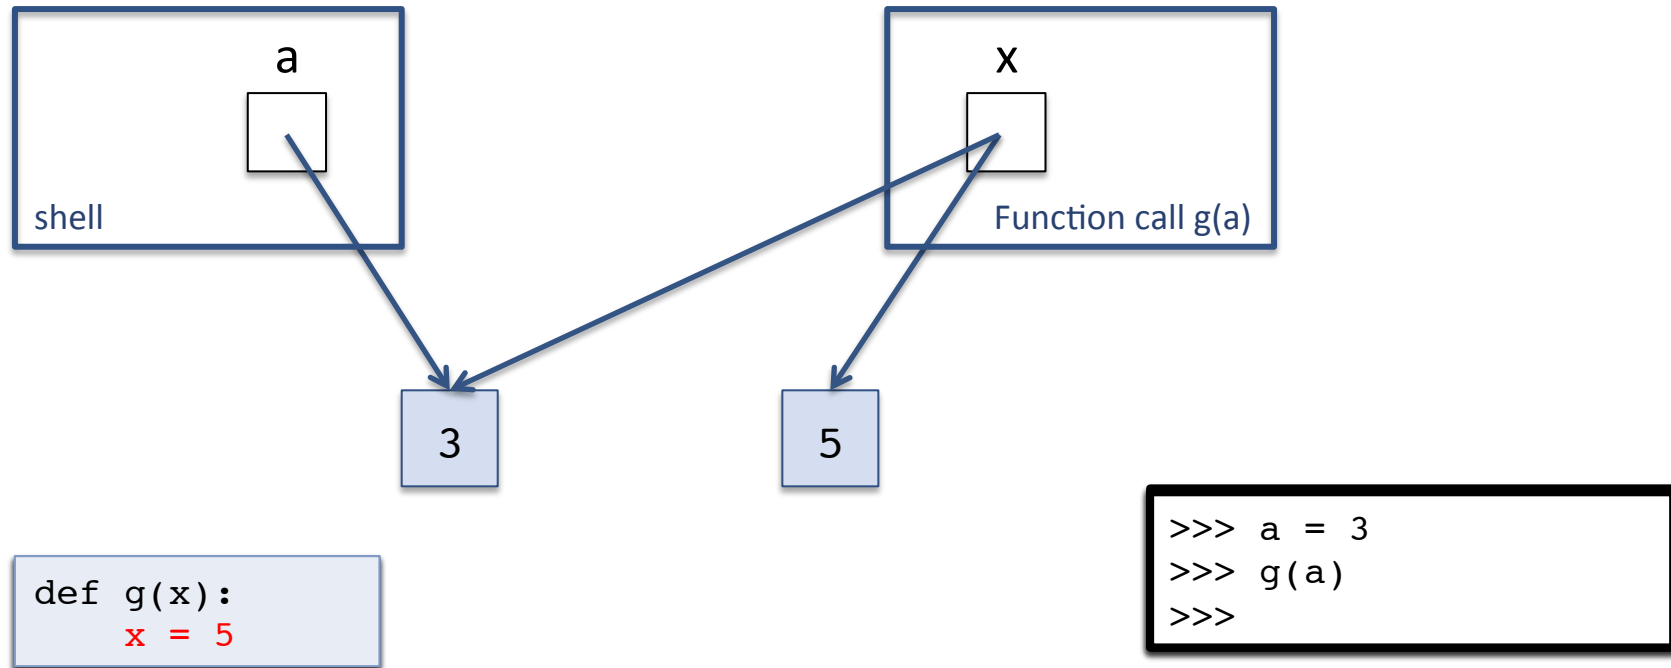 a
x
shell
Function call g(a)
3
5
def g(x):
    x = 5
>>> a = 3
>>> g(a)
>>>